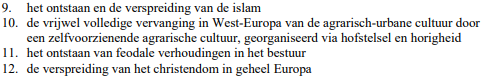 9. het ontstaan en de verspreiding van de islam
10. de vrijwel volledige vervanging in West-Europa van de agrarisch-urbane cultuur door
een zelfvoorzienende agrarische cultuur, georganiseerd via hofstelsel en horigheid
11. het ontstaan van feodale verhoudingen in het bestuur
12. de verspreiding van het christendom in geheel Europa